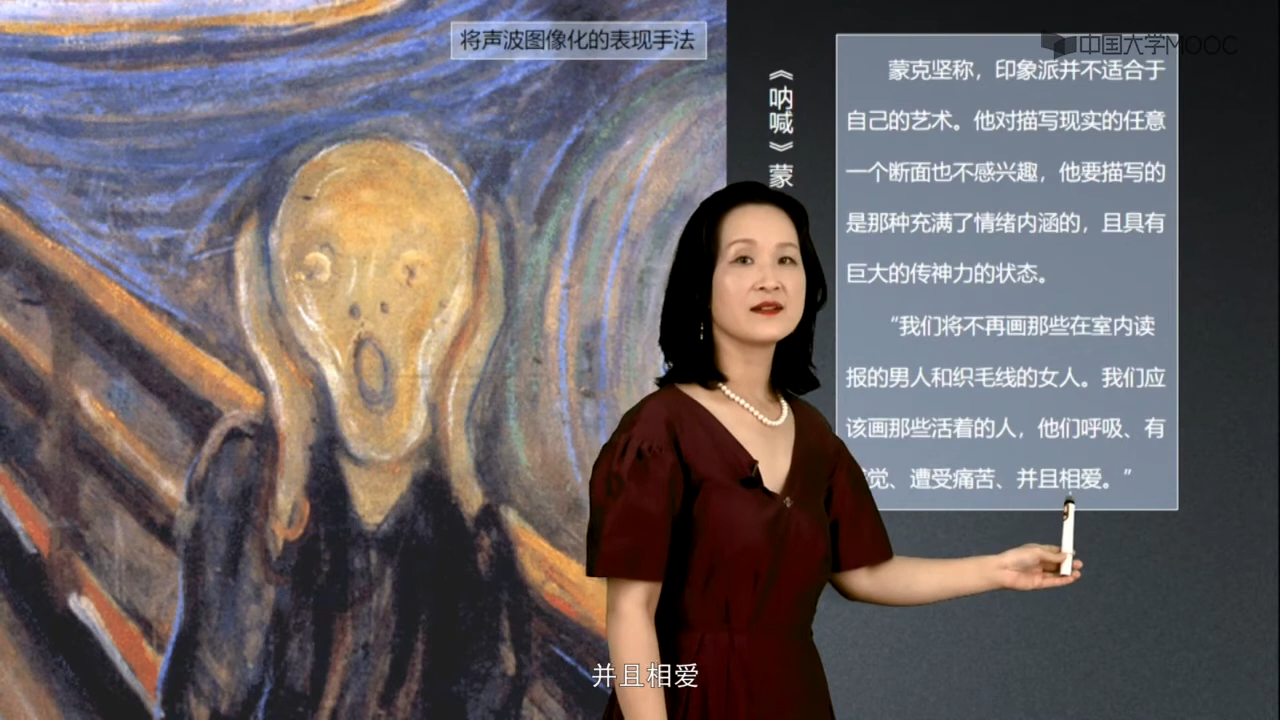 将声波图像化的表现手法
中国大学MOOC
《呐喊》蒙
蒙克坚称，印象派并不适合于
自己的艺术。他对描写现实的任意
一个断面也不感兴趣，他要描写的
是那种充满了情绪内涵的，且具有
巨大的传神力的状态。
“我们将不再画那些在室内读
报的男人和织毛线的女人。我们应
该画那些活着的人，他们呼吸、有
觉、遭受痛苦、并且相爱。”
并且相爱